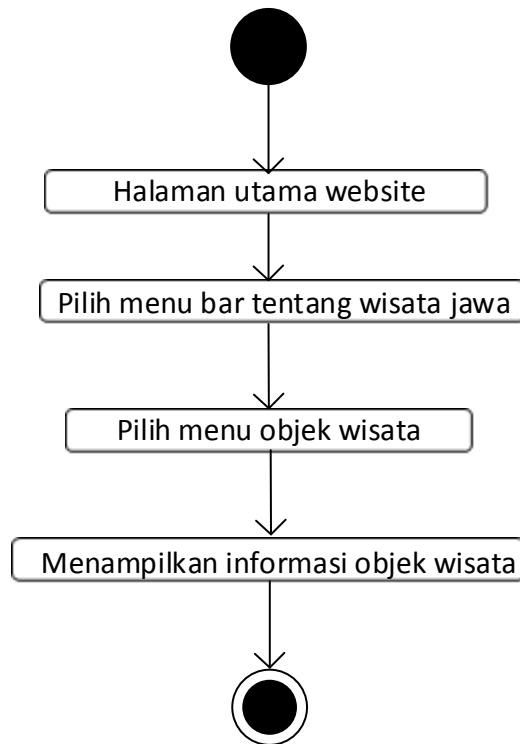 Halaman utama website
Pilih menu bar tentang wisata jawa
Pilih menu objek wisata
Menampilkan informasi objek wisata